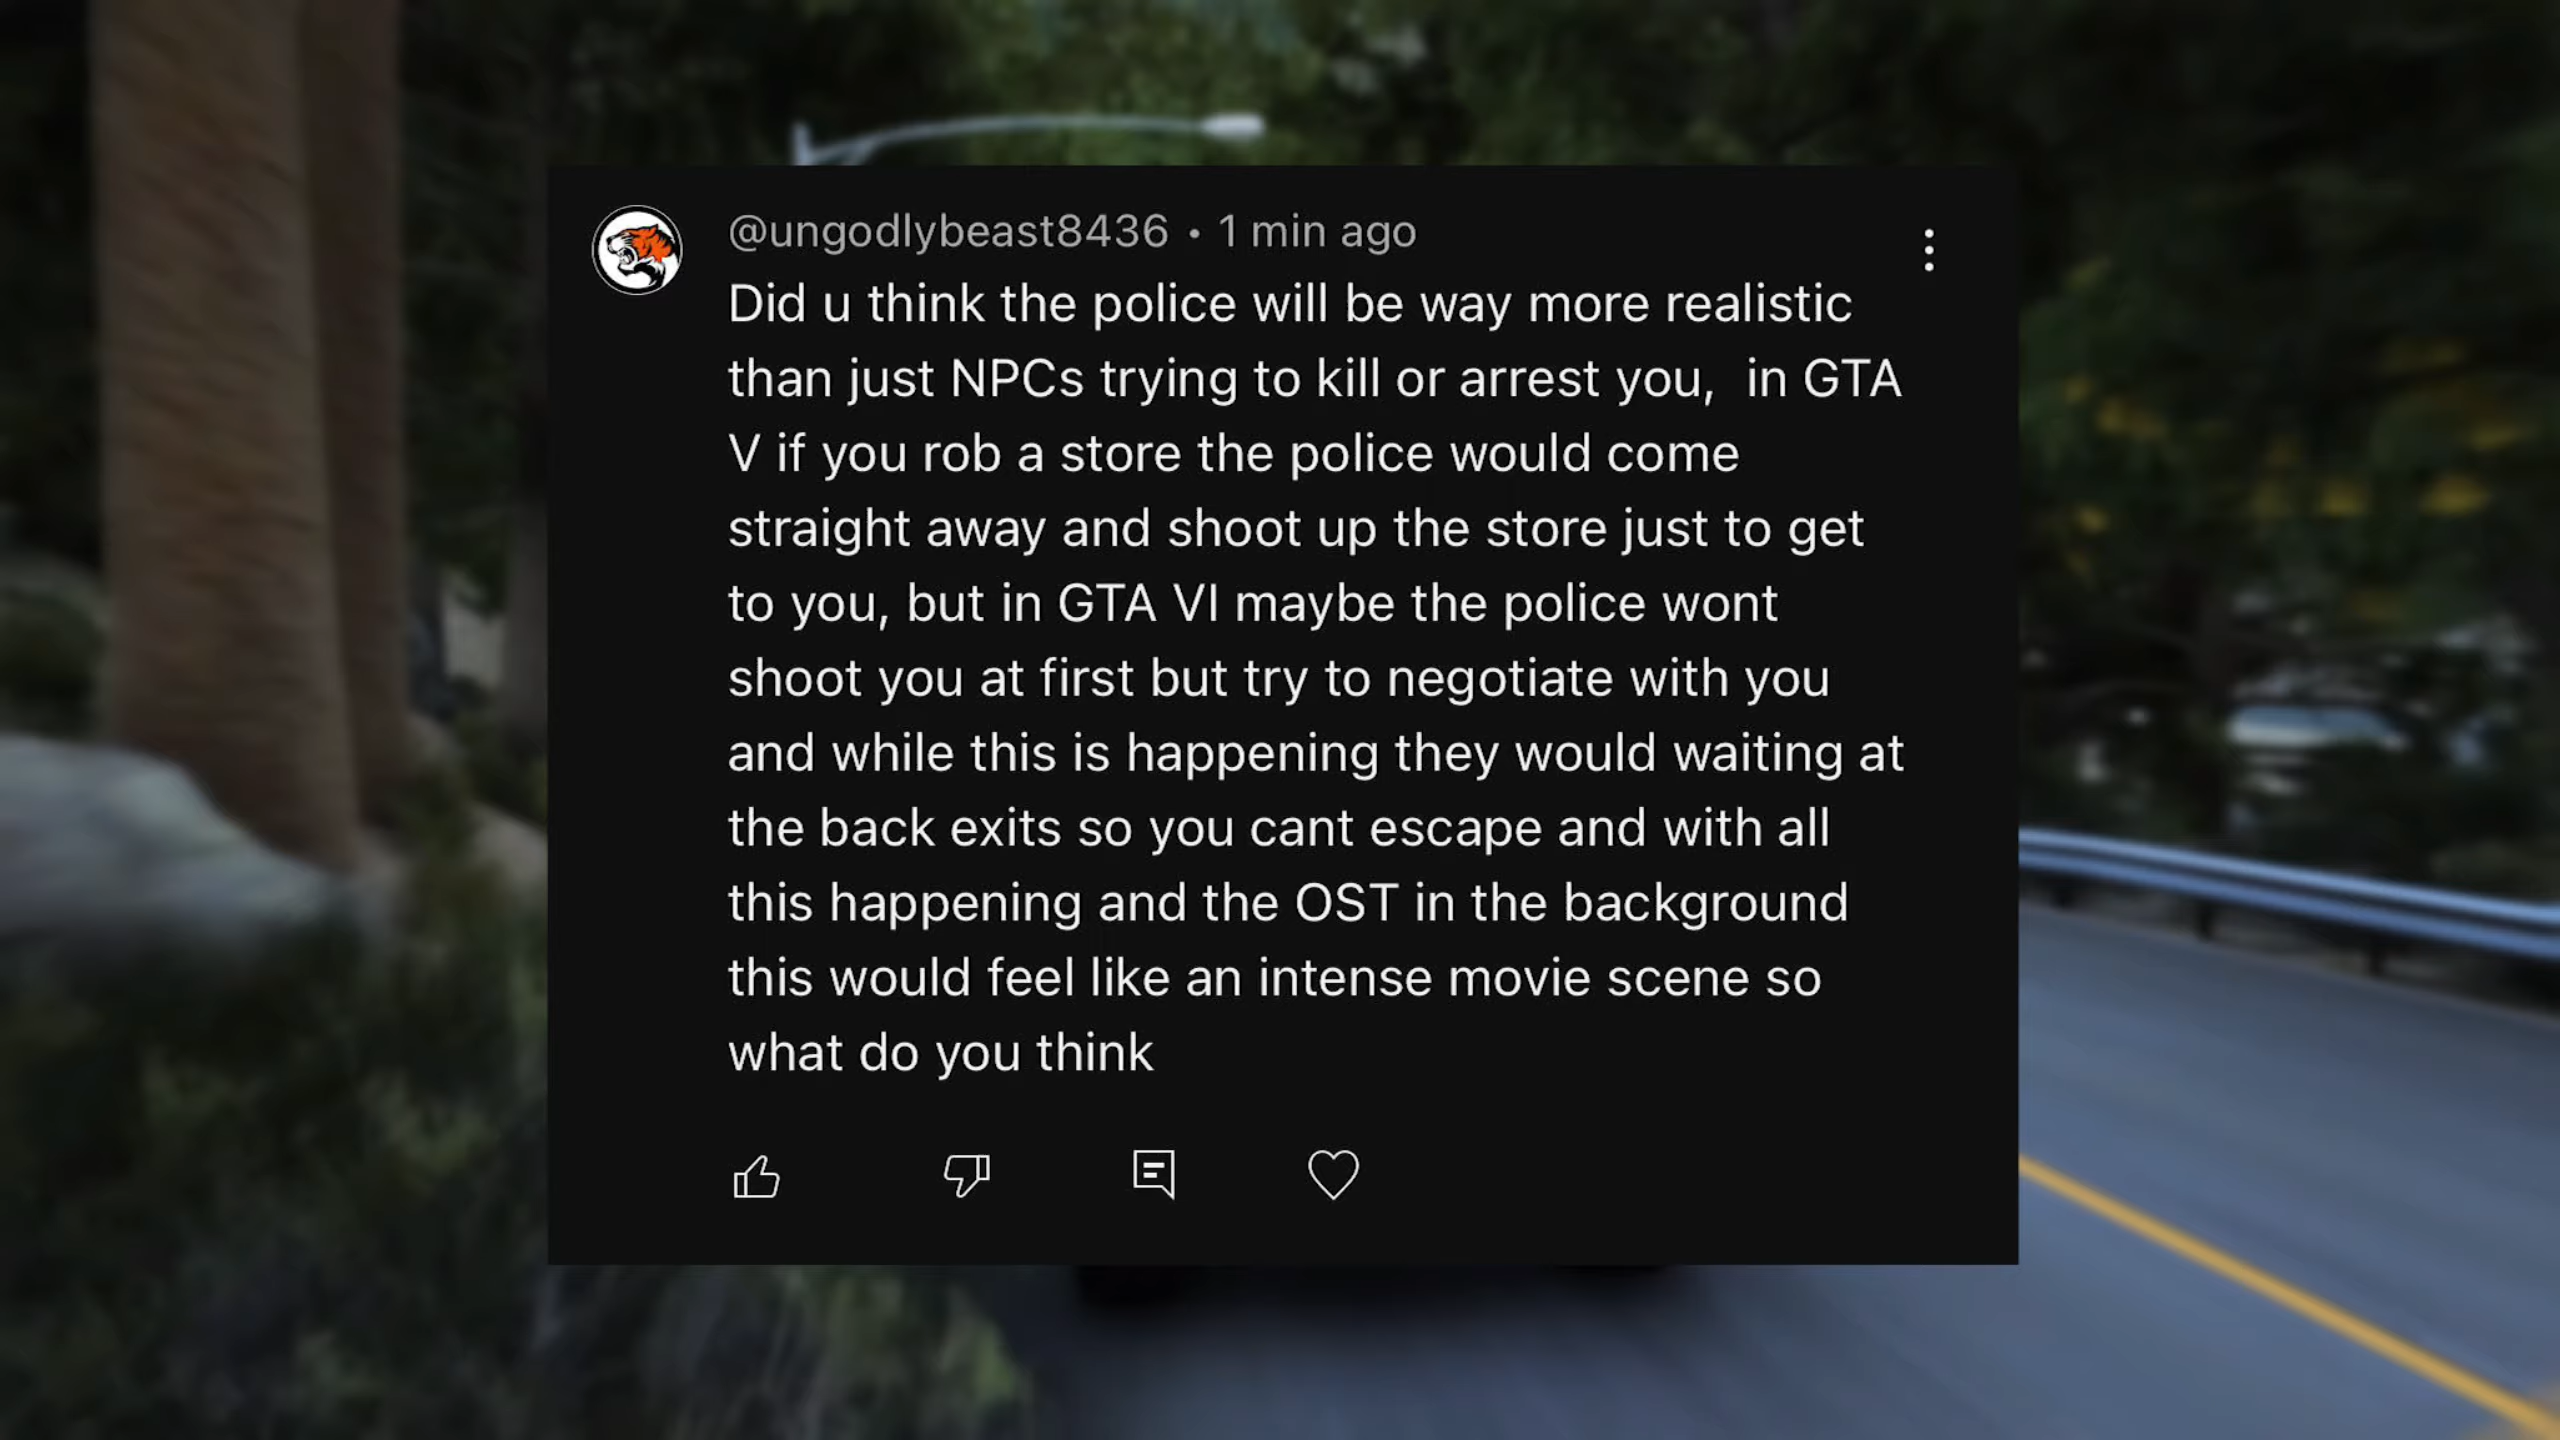 @ungodlybeast8436 • 1 min ago
Did u think the police will be way more realistic
than just NPCs trying to kill or arrest you,  in GTA
V if you rob a store the police would come
straight away and shoot up the store just to get
to you, but in GTA VI maybe the police wont
shoot you at first but try to negotiate with you
and while this is happening they would waiting at
the back exits so you cant escape and with all
this happening and the OST in the background
this would feel like an intense movie scene so
what do you think